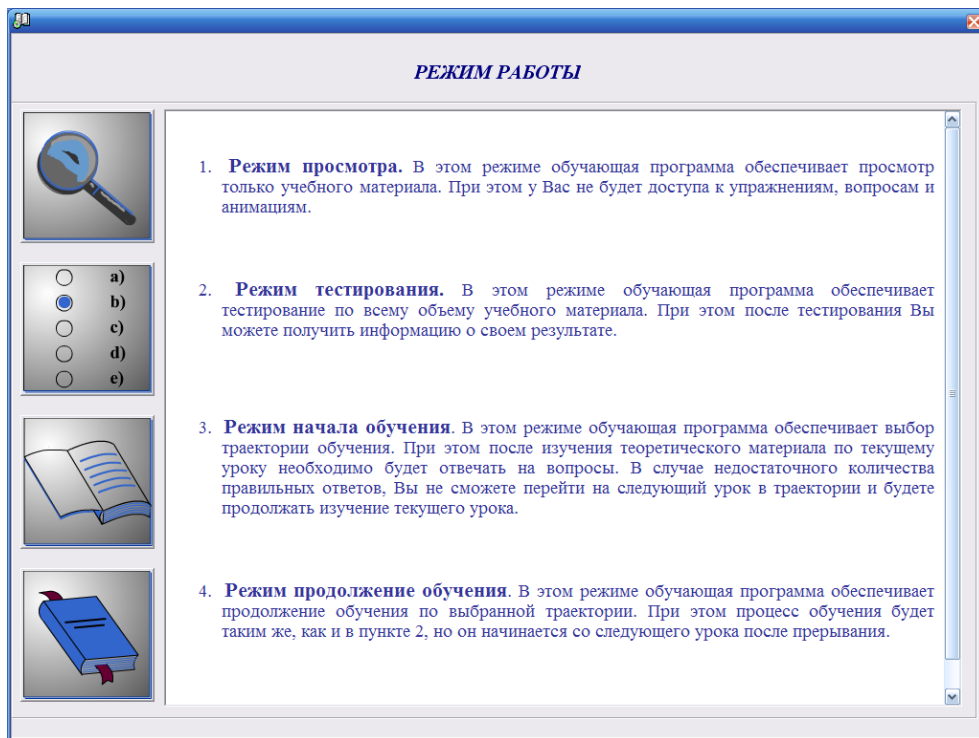 РЕЖИМ РАБОТЫ
1. Режим просмотра. В этом режиме обучающая программа обеспечивает просмотр
только учебного материала. При этом у Вас не будет доступа к упражнениям, вопросам и
анимациям.
a)
b)
c)
d)
e)
2. Режим тестирования. В этом режиме обучающая программа обеспечивает
тестирование по всему объему учебного материала. При этом после тестирования Вы
можете получить информацию о своем результате.
3. Режим начала обучения. В этом режиме обучающая программа обеспечивает выбор
траектории обучения. При этом после изучения теоретического материала по текущему
уроку необходимо будет отвечать на вопросы. В случае недостаточного количества
правильных ответов, Вы не сможете перейти на следующий урок в траектории и будете
продолжать изучение текущего урока.
4. Режим продолжение обучения. В этом режиме обучающая программа обеспечивает
продолжение обучения по выбранной траектории. При этом процесс обучения будет
таким же, как и в пункте 2, но он начинается со следующего урока после прерывания.